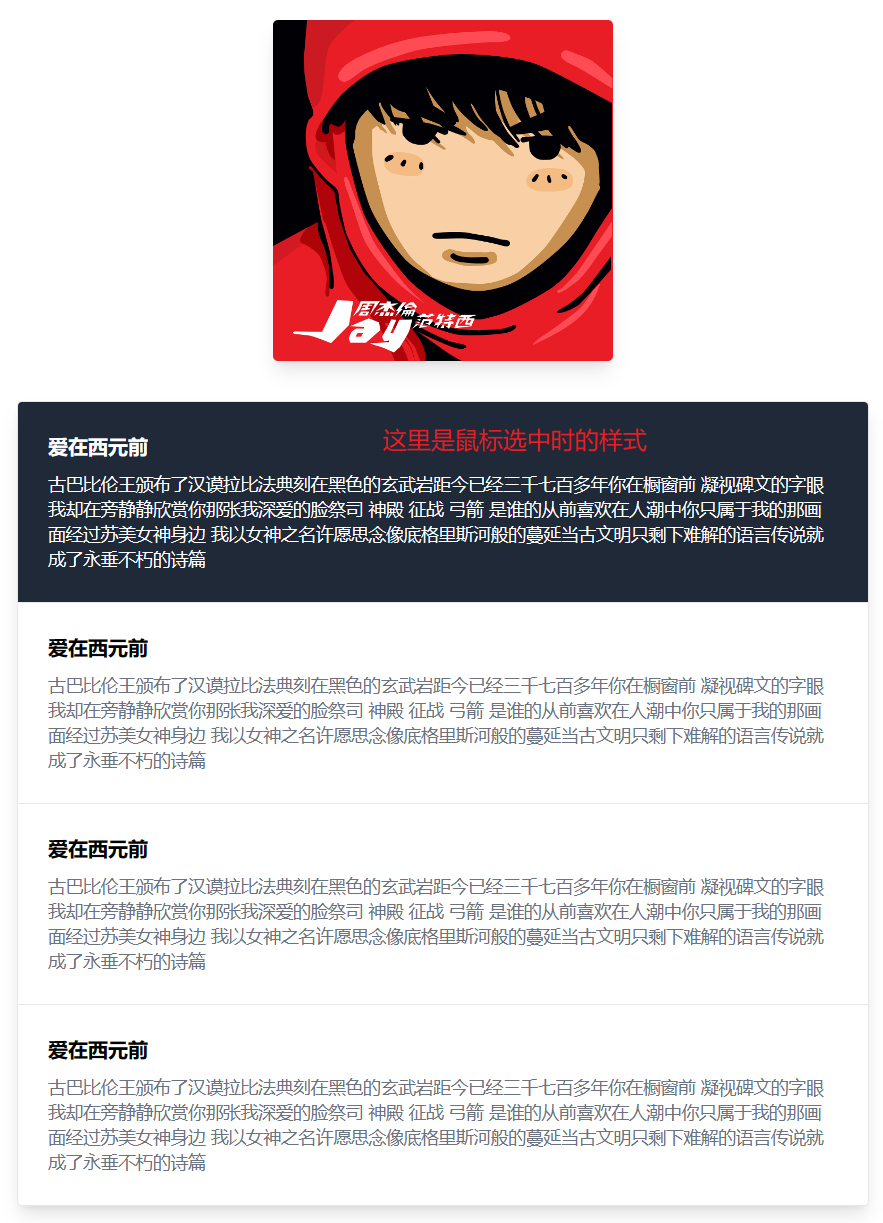 周杰倫
Jay范特西
爱在西元前
这里是鼠标选中时的样式
古巴比伦王颁布了汉谟拉比法典刻在黑色的玄武岩距今已经三千七百多年你在橱窗前 凝视碑文的字眼
我却在旁静静欣赏你那张我深爱的脸祭司 神殿 征战 弓箭 是谁的从前喜欢在人潮中你只属于我的那画
面经过苏美女神身边 我以女神之名许愿思念像底格里斯河般的蔓延当古文明只剩下难解的语言传说就
成了永垂不朽的诗篇
爱在西元前
古巴比伦王颁布了汉谟拉比法典刻在黑色的玄武岩距今已经三千七百多年你在橱窗前 凝视碑文的字眼
我却在旁静静欣赏你那张我深爱的脸祭司 神殿 征战 弓箭 是谁的从前喜欢在人潮中你只属于我的那画
面经过苏美女神身边 我以女神之名许愿思念像底格里斯河般的蔓延当古文明只剩下难解的语言传说就
成了永垂不朽的诗篇
爱在西元前
古巴比伦王颁布了汉谟拉比法典刻在黑色的玄武岩距今已经三千七百多年你在橱窗前 凝视碑文的字眼
我却在旁静静欣赏你那张我深爱的脸祭司 神殿 征战 弓箭 是谁的从前喜欢在人潮中你只属于我的那画
面经过苏美女神身边 我以女神之名许愿思念像底格里斯河般的蔓延当古文明只剩下难解的语言传说就
成了永垂不朽的诗篇
爱在西元前
古巴比伦王颁布了汉谟拉比法典刻在黑色的玄武岩距今已经三千七百多年你在橱窗前 凝视碑文的字眼
我却在旁静静欣赏你那张我深爱的脸祭司 神殿 征战 弓箭 是谁的从前喜欢在人潮中你只属于我的那画
面经过苏美女神身边 我以女神之名许愿思念像底格里斯河般的蔓延当古文明只剩下难解的语言传说就
成了永垂不朽的诗篇